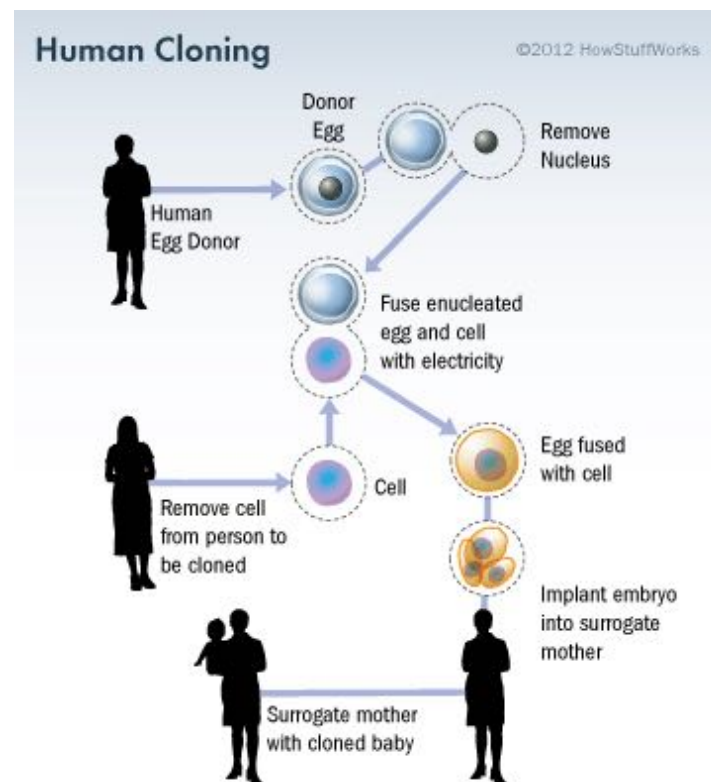 Human Cloning
©2012 HowStuffWorks
Donor
Egg
Remove
Nucleus
Human
Egg Donor
Fuse enucleated
egg and cell
with electricity
Egg fused
with cell
Cell
Remove cell
from person to
be cloned
Implant embryo
into surrogate
mother
Surrogate mother
with cloned baby